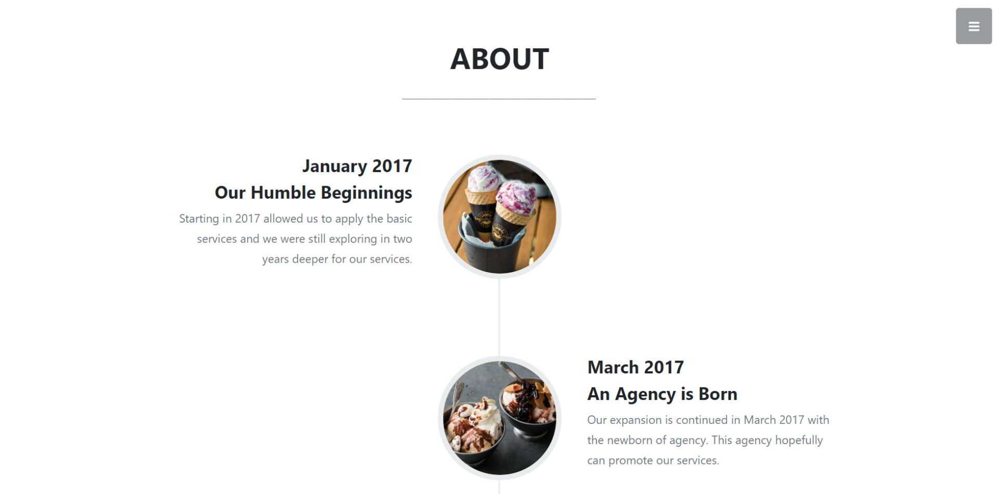 ABOUT
January 2017
Our Humble Beginnings
Starting in 2017 allowed us to apply the basic
services and we were still exploring in two
years deeper for our services.
March 2017
An Agency is Born
Our expansion is continued in March 2017 with
the newborn of agency. This agency hopefully
can promote our services.